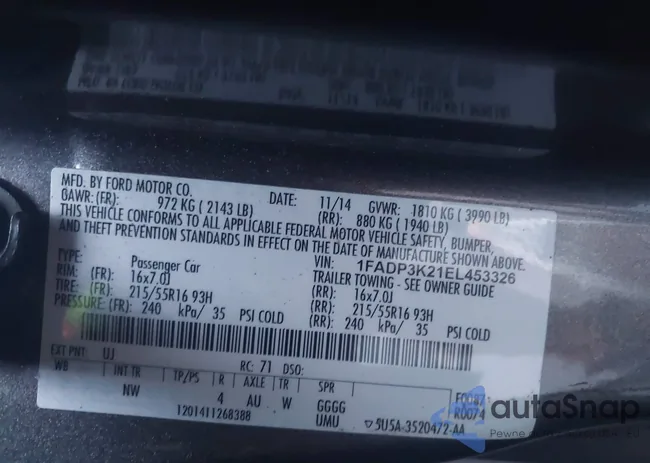 MFD. BY FORD MOTOR CO.
DATE: 11/14 GVWR: 1810 KG ( 3990 LB)
GAWR: (FR): 972 KG ( 2143 LB) (RR): 880 KG ( 1940 LB)
THIS VEHICLE CONFORMS TO ALL APPLICABLE FEDERAL MOTOR VEHICLE SAFETY, BUMPER,
AND THEFT PREVENTION STANDARDS IN EFFECT ON THE DATE OF MANUFACTURE SHOWN ABOVE.
VIN: 1FADP3K21EL453326
TYPE: Passenger Car TRAILER TOWING - SEE OWNER GUIDE
RIM: (FR): 16x7.0J (RR): 16x7.0J
TIRE: (FR): 215/55R16 93H (RR): 215/55R16 93H
PRESSURE: (FR): 240 kPa/ 35 PSI COLD (RR): 240 kPa/ 35 PSI COLD
EXT PNT: UJ RC: 71 DSO:
WB INT TR TP/PS R AXLE TR SPR F0087
NW 4 AU W GGGG R0074
1201411268388 UMU ▽5U5A-3520472-AA
autoSnap